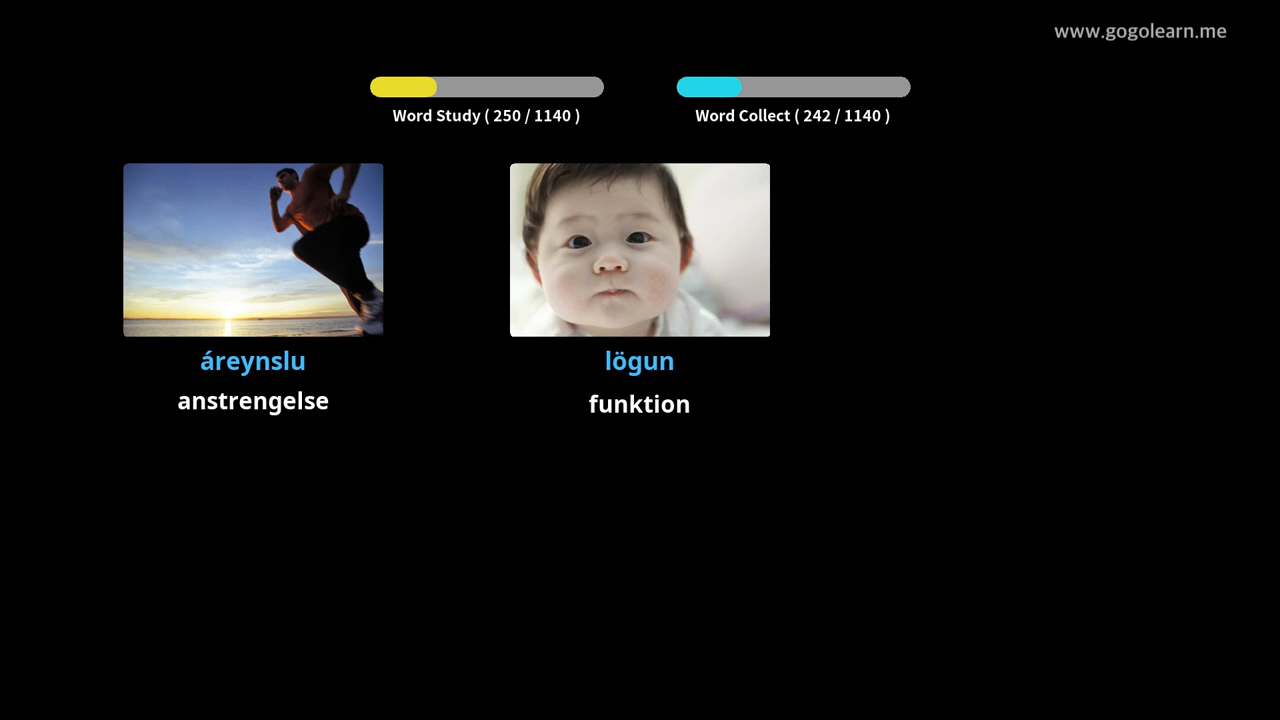 www.gogolearn.me
Word Study ( 250 / 1140 )
Word Collect ( 242 / 1140 )
áreynslu
lögun
anstrengelse
funktion